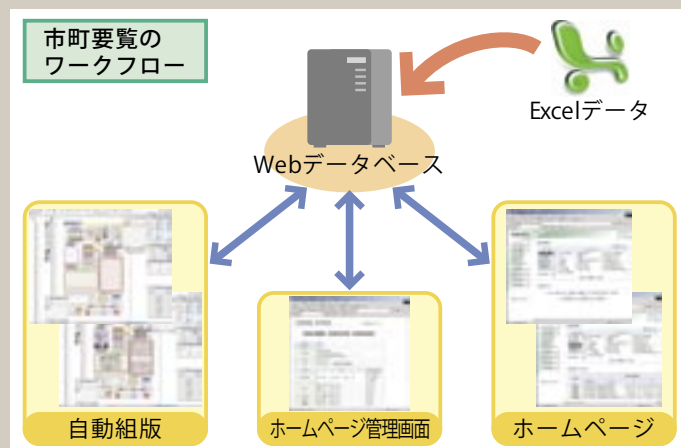 市町要覧の
ワークフロー
Excelデータ
Webデータベース
自動組版
ホームページ管理画面
ホームページ